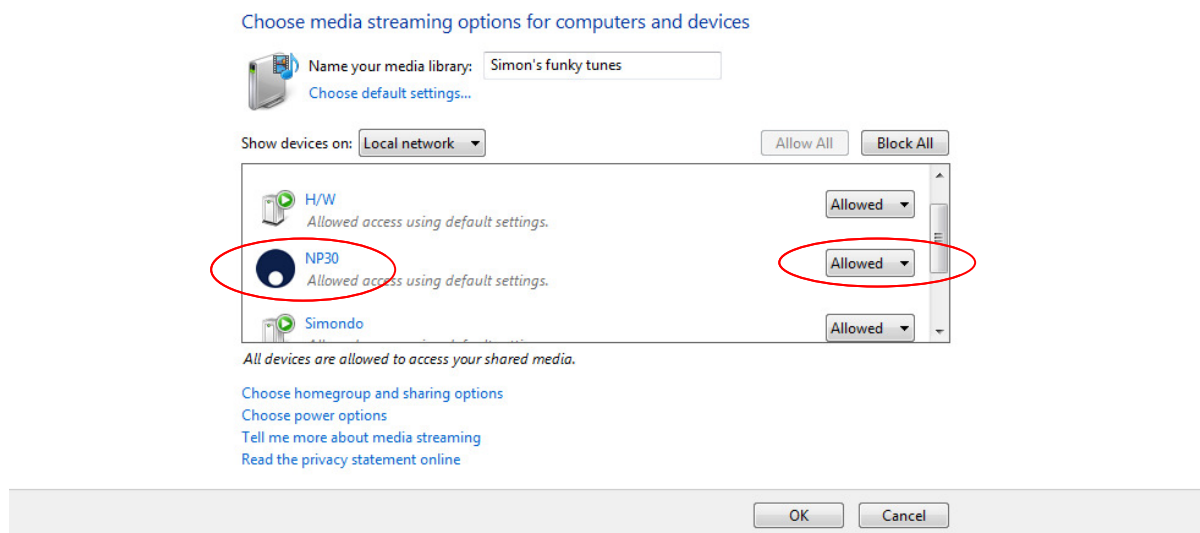 Choose media streaming options for computers and devices
Name your media library: Simon's funky tunes
Choose default settings...
Show devices on: Local network Allow All Block All
H/W Allowed
Allowed access using default settings.
NP30 Allowed
Allowed access using default settings.
Simondo Allowed
All devices are allowed to access your shared media.
Choose homegroup and sharing options
Choose power options
Tell me more about media streaming
Read the privacy statement online
OK Cancel